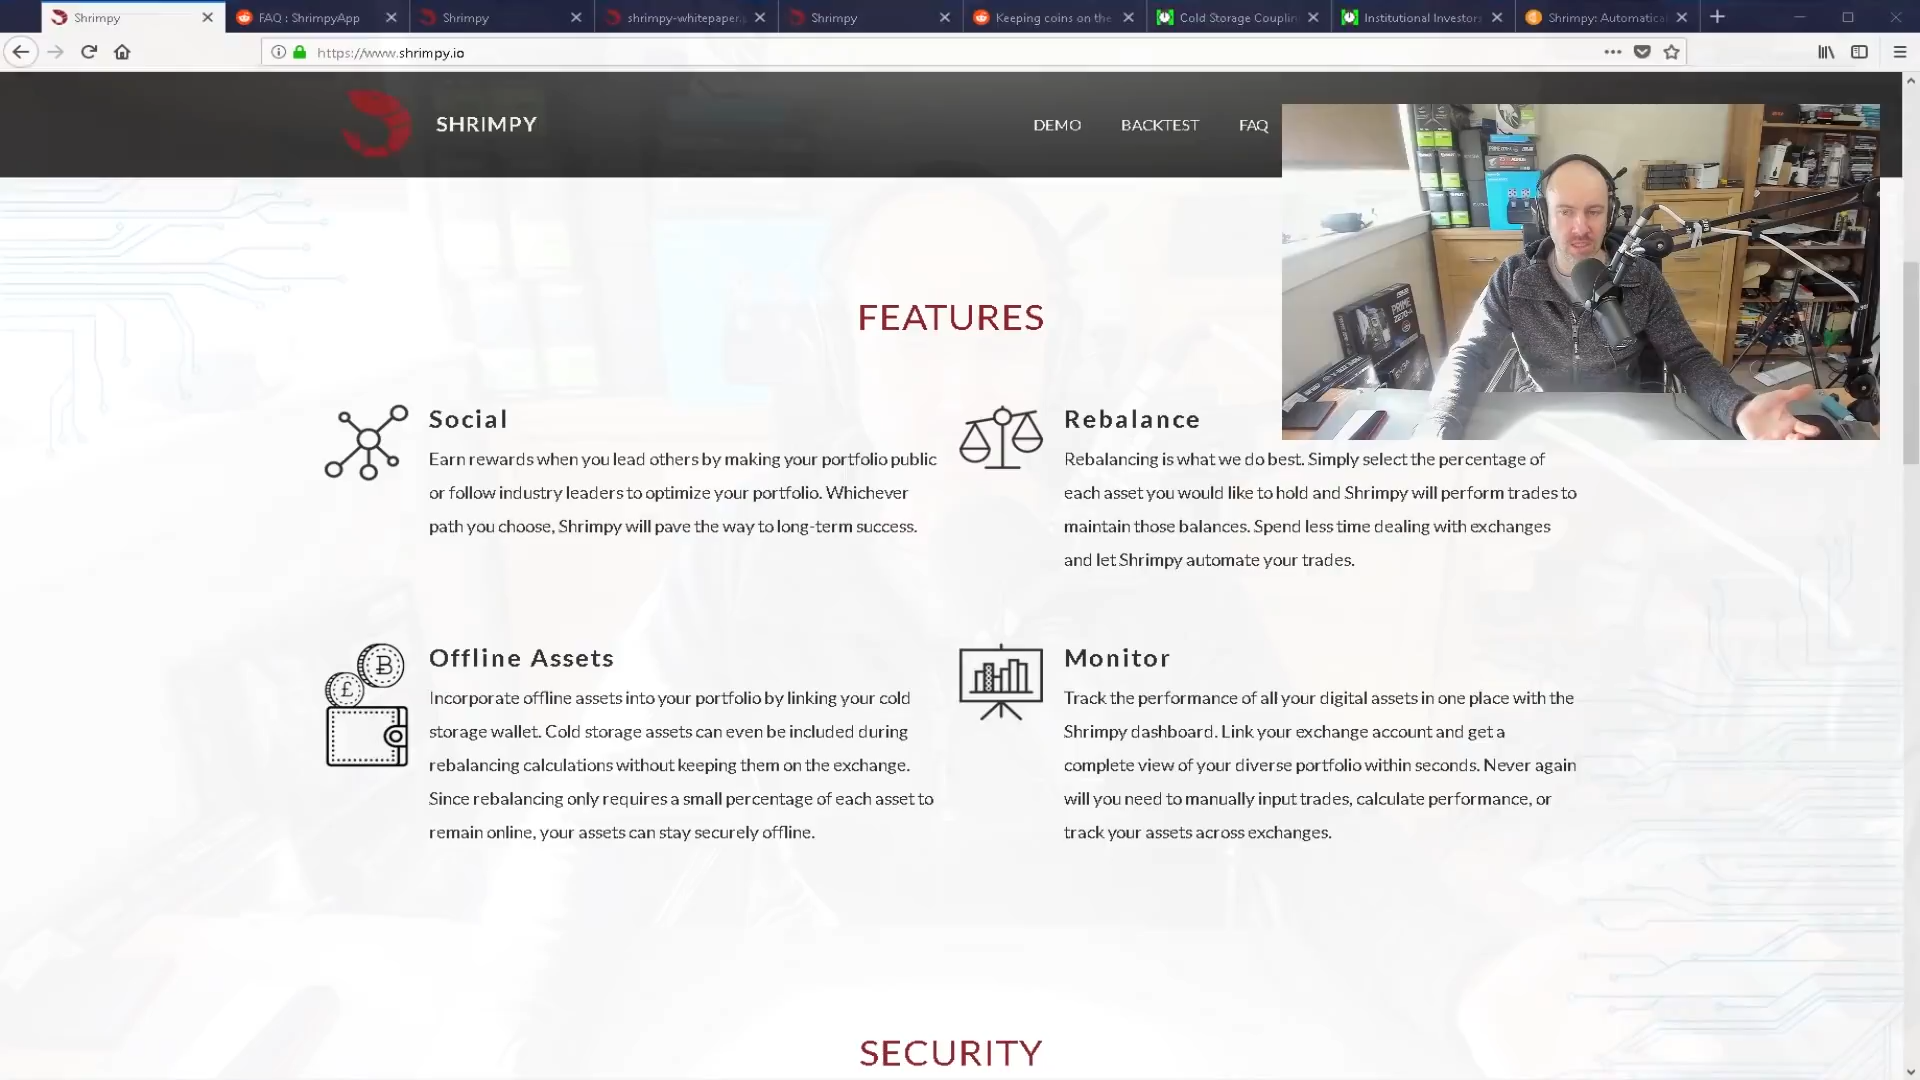 Shrimpy
FAQ : ShrimpyApp
Shrimpy
shrimpy-whitepaper.
Shrimpy
Keeping coins on the
Cold Storage Couplin
Institutional Investors
Shrimpy: Automatica
https://www.shrimpy.io
SHRIMPY
DEMO
BACKTEST
FAQ
FEATURES
Social
Earn rewards when you lead others by making your portfolio public
or follow industry leaders to optimize your portfolio. Whichever
path you choose, Shrimpy will pave the way to long-term success.
Rebalance
Rebalancing is what we do best. Simply select the percentage of
each asset you would like to hold and Shrimpy will perform trades to
maintain those balances. Spend less time dealing with exchanges
and let Shrimpy automate your trades.
Offline Assets
Incorporate offline assets into your portfolio by linking your cold
storage wallet. Cold storage assets can even be included during
rebalancing calculations without keeping them on the exchange.
Since rebalancing only requires a small percentage of each asset to
remain online, your assets can stay securely offline.
Monitor
Track the performance of all your digital assets in one place with the
Shrimpy dashboard. Link your exchange account and get a
complete view of your diverse portfolio within seconds. Never again
will you need to manually input trades, calculate performance, or
track your assets across exchanges.
SECURITY
PRIME